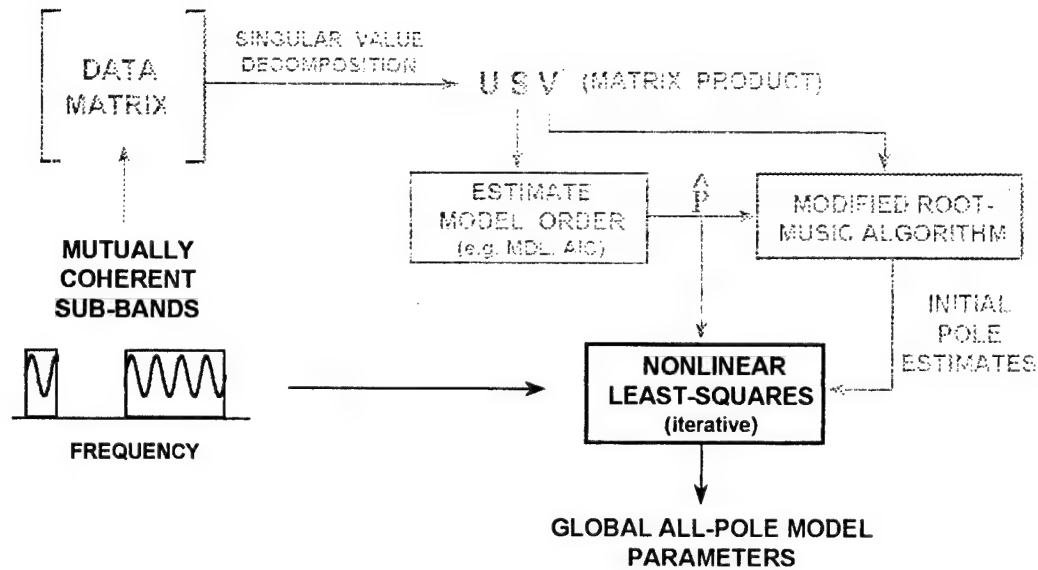 SINGULAR VALUE
DECOMPOSITION
DATA
MATRIX
U S V' (MATRIX PRODUCT)
ESTIMATE
MODEL ORDER
(e.g. MDL, AIC)
P̂
MODIFIED ROOT-
MUSIC ALGORITHM
MUTUALLY
COHERENT
SUB-BANDS
INITIAL
POLE
ESTIMATES
NONLINEAR
LEAST-SQUARES
(iterative)
FREQUENCY
GLOBAL ALL-POLE MODEL
PARAMETERS